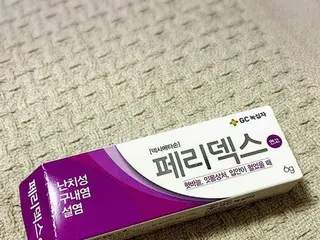 GC녹십자
[덱사메타손]
페리덱스
연고
혓바늘, 잇몸상처, 입안이 헐었을 때
6g
페리덱스
난치성
구내염
설염